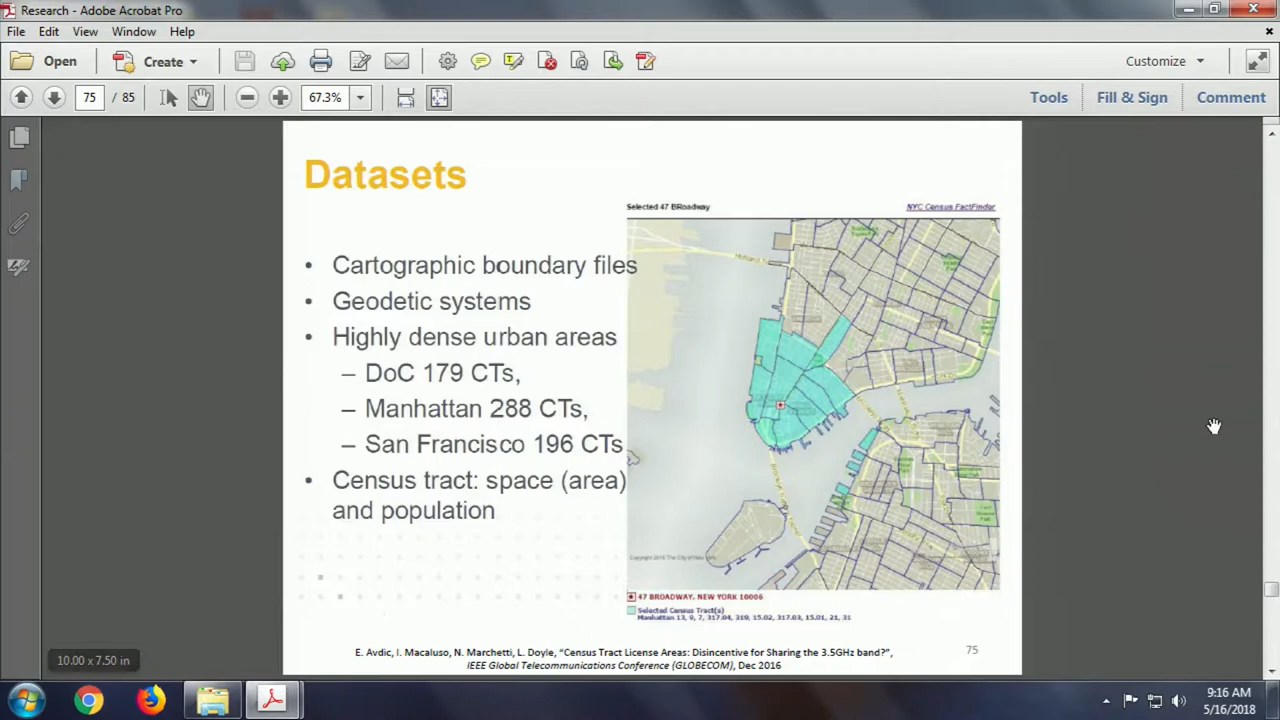 Research - Adobe Acrobat Pro
File Edit View Window Help
Open Create Customize
75 / 85 67.3% Tools Fill & Sign Comment
Datasets
Selected 47 BRoadway NYC Census FactFinder
• Cartographic boundary files
• Geodetic systems
• Highly dense urban areas
– DoC 179 CTs,
– Manhattan 288 CTs,
– San Francisco 196 CTs
• Census tract: space (area)
and population
47 BROADWAY, NEW YORK 10006
Selected Census Tract(s)
Manhattan 13, 9, 7, 317.04, 319, 15.02, 317.03, 15.01, 21, 31
E. Avdic, I. Macaluso, N. Marchetti, L. Doyle, “Census Tract License Areas: Disincentive for Sharing the 3.5GHz band?”,
IEEE Global Telecommunications Conference (GLOBECOM), Dec 2016
75
10.00 x 7.50 in
9:16 AM
5/16/2018